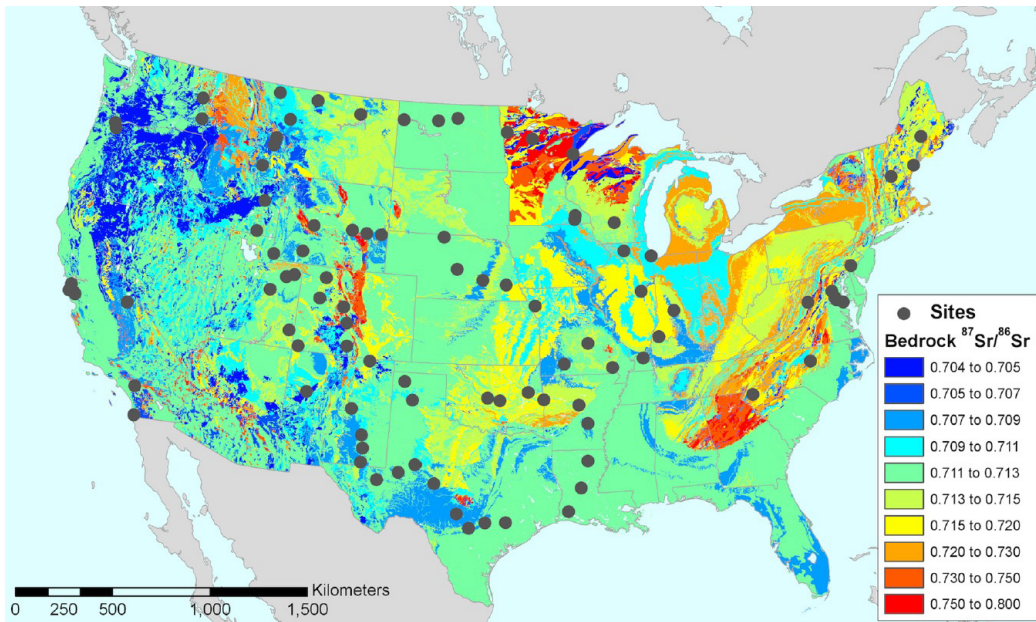 Sites
Bedrock ⁸⁷Sr/⁸⁶Sr
0.704 to 0.705
0.705 to 0.707
0.707 to 0.709
0.709 to 0.711
0.711 to 0.713
0.713 to 0.715
0.715 to 0.720
0.720 to 0.730
0.730 to 0.750
0.750 to 0.800
Kilometers
0 250 500 1,000 1,500